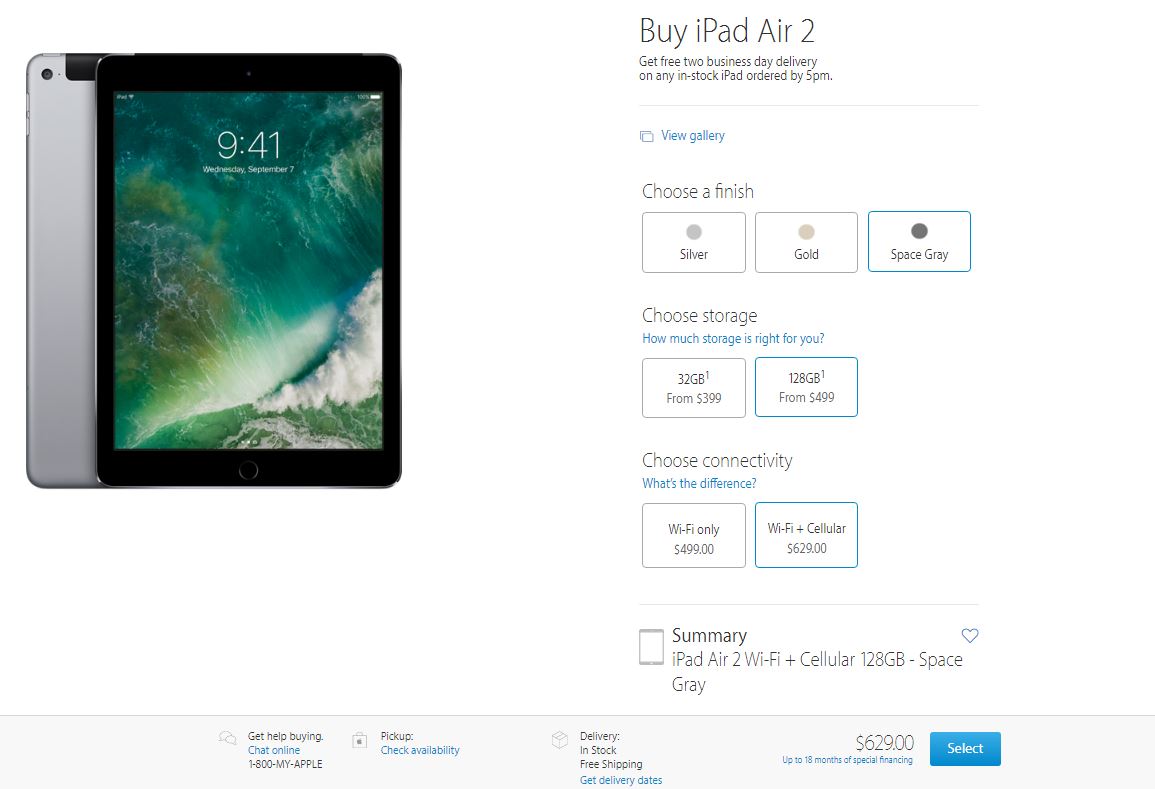 Buy iPad Air 2
Get free two business day delivery
on any in-stock iPad ordered by 5pm.
View gallery
iPad
100%
9:41
Wednesday, September 7
Choose a finish
Silver
Gold
Space Gray
Choose storage
How much storage is right for you?
32GB¹
From $399
128GB¹
From $499
Choose connectivity
What's the difference?
Wi-Fi only
$499.00
Wi-Fi + Cellular
$629.00
Summary
iPad Air 2 Wi-Fi + Cellular 128GB - Space
Gray
Get help buying.
Chat online
1-800-MY-APPLE
Pickup:
Check availability
Delivery:
In Stock
Free Shipping
Get delivery dates
$629.00
Up to 18 months of special financing
Select